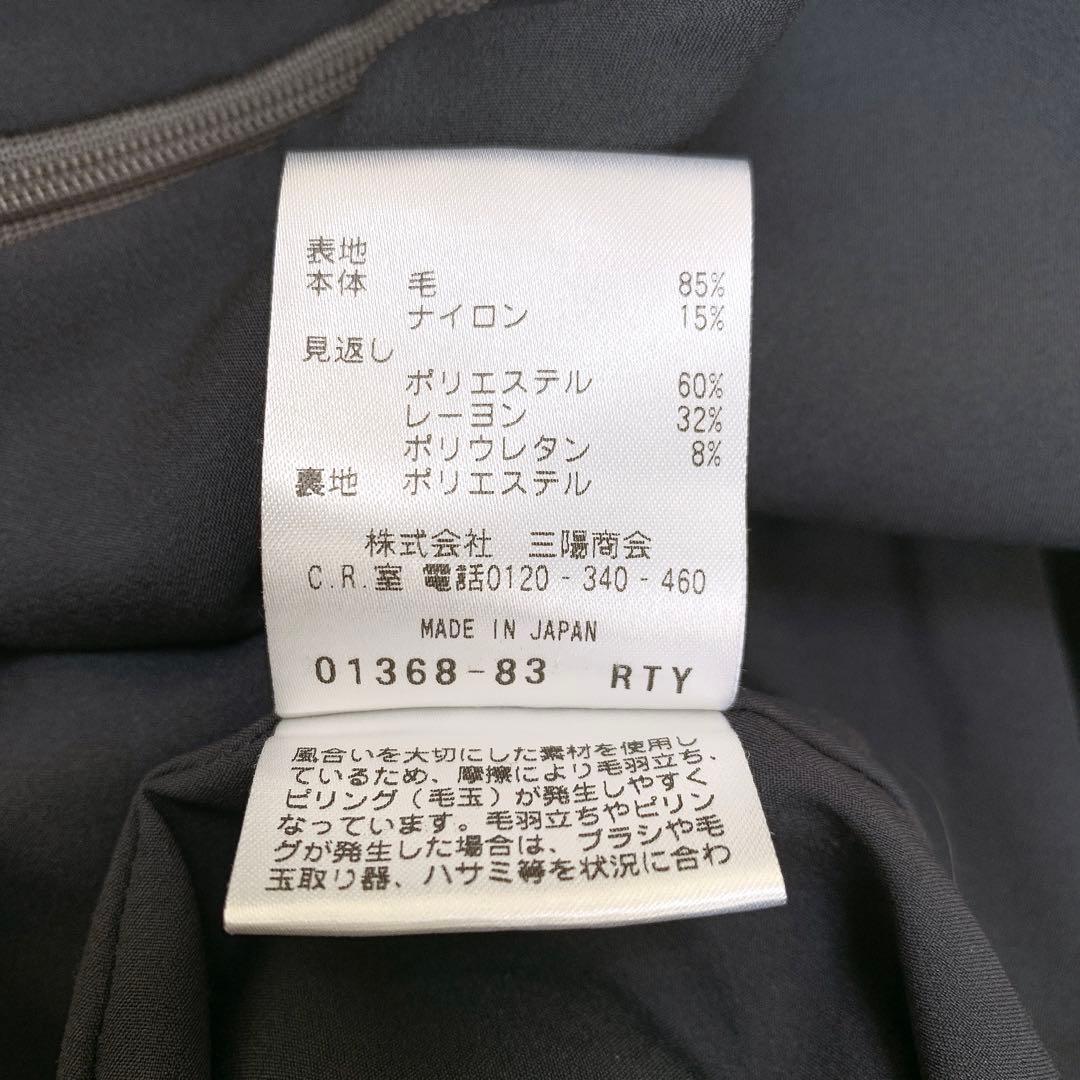 表地
本体 毛 85%
ナイロン 15%
見返し
ポリエステル 60%
レーヨン 32%
ポリウレタン 8%
裏地 ポリエステル
株式会社 三陽商会
C.R.室 電話0120-340-460
MADE IN JAPAN
01368-83 RTY
風合いを大切にした素材を使用し
ているため、摩擦により毛羽立ち、
ピリング(毛玉)が発生しやすく
なっています。毛羽立ちやピリン
グが発生した場合は、ブラシや毛
玉取り器、ハサミ等を状況に合わ